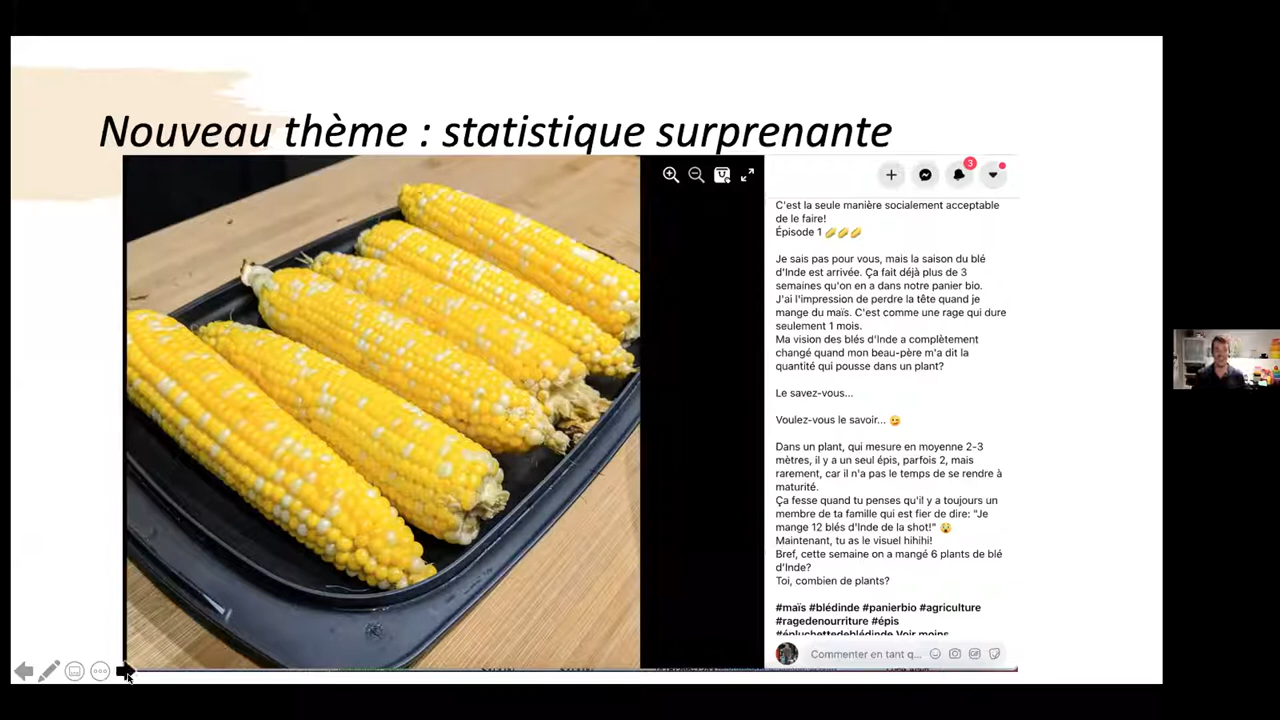 Nouveau thème : statistique surprenante
3
C'est la seule manière socialement acceptable
de le faire!
Épisode 1 🌽🌽🌽
Je sais pas pour vous, mais la saison du blé
d'Inde est arrivée. Ça fait déjà plus de 3
semaines qu'on en a dans notre panier bio.
J'ai l'impression de perdre la tête quand je
mange du maïs. C'est comme une rage qui dure
seulement 1 mois.
Ma vision des blés d'Inde a complètement
changé quand mon beau-père m'a dit la
quantité qui pousse dans un plant?
Le savez-vous...
Voulez-vous le savoir... 😏
Dans un plant, qui mesure en moyenne 2-3
mètres, il y a un seul épis, parfois 2, mais
rarement, car il n'a pas le temps de se rendre à
maturité.
Ça fesse quand tu penses qu'il y a toujours un
membre de ta famille qui est fier de dire: "Je
mange 12 blés d'Inde de la shot!" 😵
Maintenant, tu as le visuel hihihi!
Bref, cette semaine on a mangé 6 plants de blé
d'Inde?
Toi, combien de plants?
#maïs #blédinde #panierbio #agriculture
#ragedenourriture #épis
#épluchettedeblédinde Voir moins
Commenter en tant q...
GIF